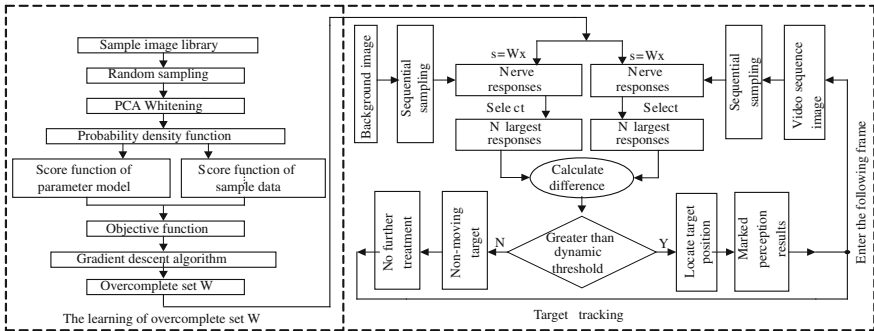 Sample image library
Random sampling
PCA Whitening
Probability density function
Score function of
parameter model
Score function of
sample data
Objective function
Gradient descent algorithm
Overcomplete set W
The learning of overcomplete set W
Background image
Sequential
sampling
s=Wx
s=Wx
Nerve
responses
Nerve
responses
Sequential
sampling
Video sequence
image
Select
Select
N largest
responses
N largest
responses
Calculate
difference
Greater than
dynamic
threshold
N
Y
Non-moving
target
No further
treatment
Locate target
position
Marked
perception
results
Enter the following frame
Target tracking